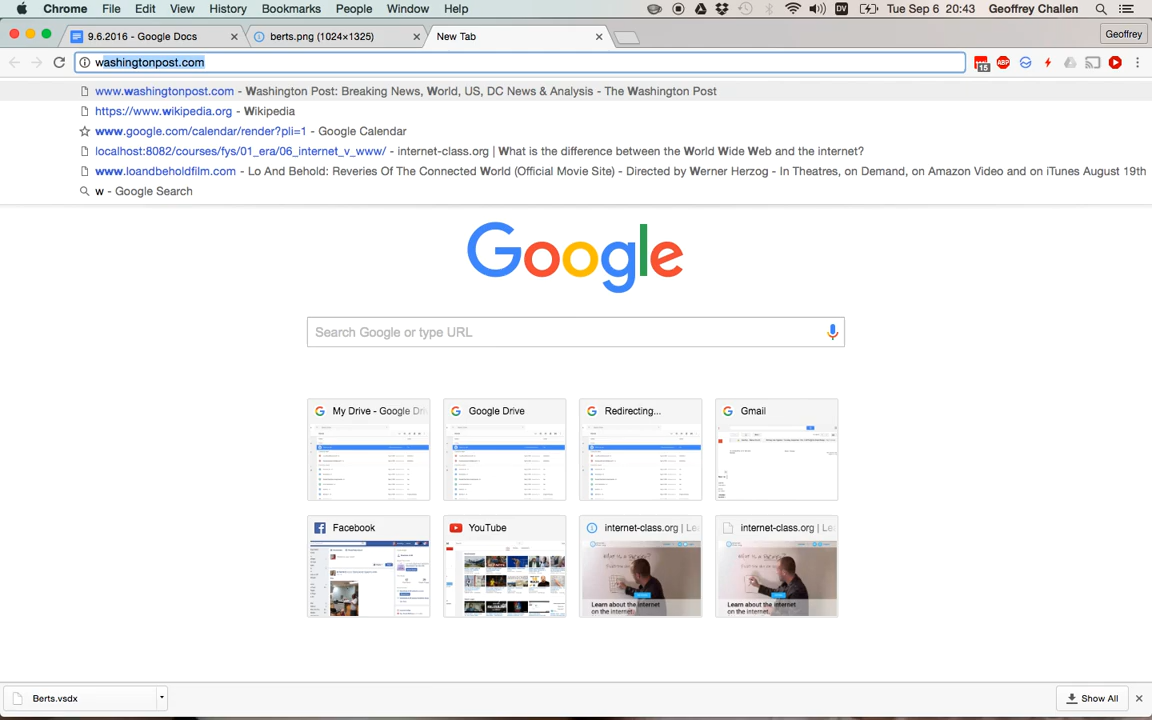 Chrome File Edit View History Bookmarks People Window Help DV Tue Sep 6 20:43 Geoffrey Challen
9.6.2016 - Google Docs berts.png (1024×1325) New Tab Geoffrey
washingtonpost.com 15 ABP
www.washingtonpost.com - Washington Post: Breaking News, World, US, DC News & Analysis - The Washington Post
https://www.wikipedia.org - Wikipedia
www.google.com/calendar/render?pli=1 - Google Calendar
localhost:8082/courses/fys/01_era/06_internet_v_www/ - internet-class.org | What is the difference between the World Wide Web and the internet?
www.loandbeholdfilm.com - Lo And Behold: Reveries Of The Connected World (Official Movie Site) - Directed by Werner Herzog - In Theatres, on Demand, on Amazon Video and on iTunes August 19th
w - Google Search
Google
Search Google or type URL
My Drive - Google Dri Google Drive Redirecting... Gmail
Facebook YouTube internet-class.org | Le internet-class.org | Le
Learn about the internet Learn about the internet
on the internet on the internet
Berts.vsdx Show All